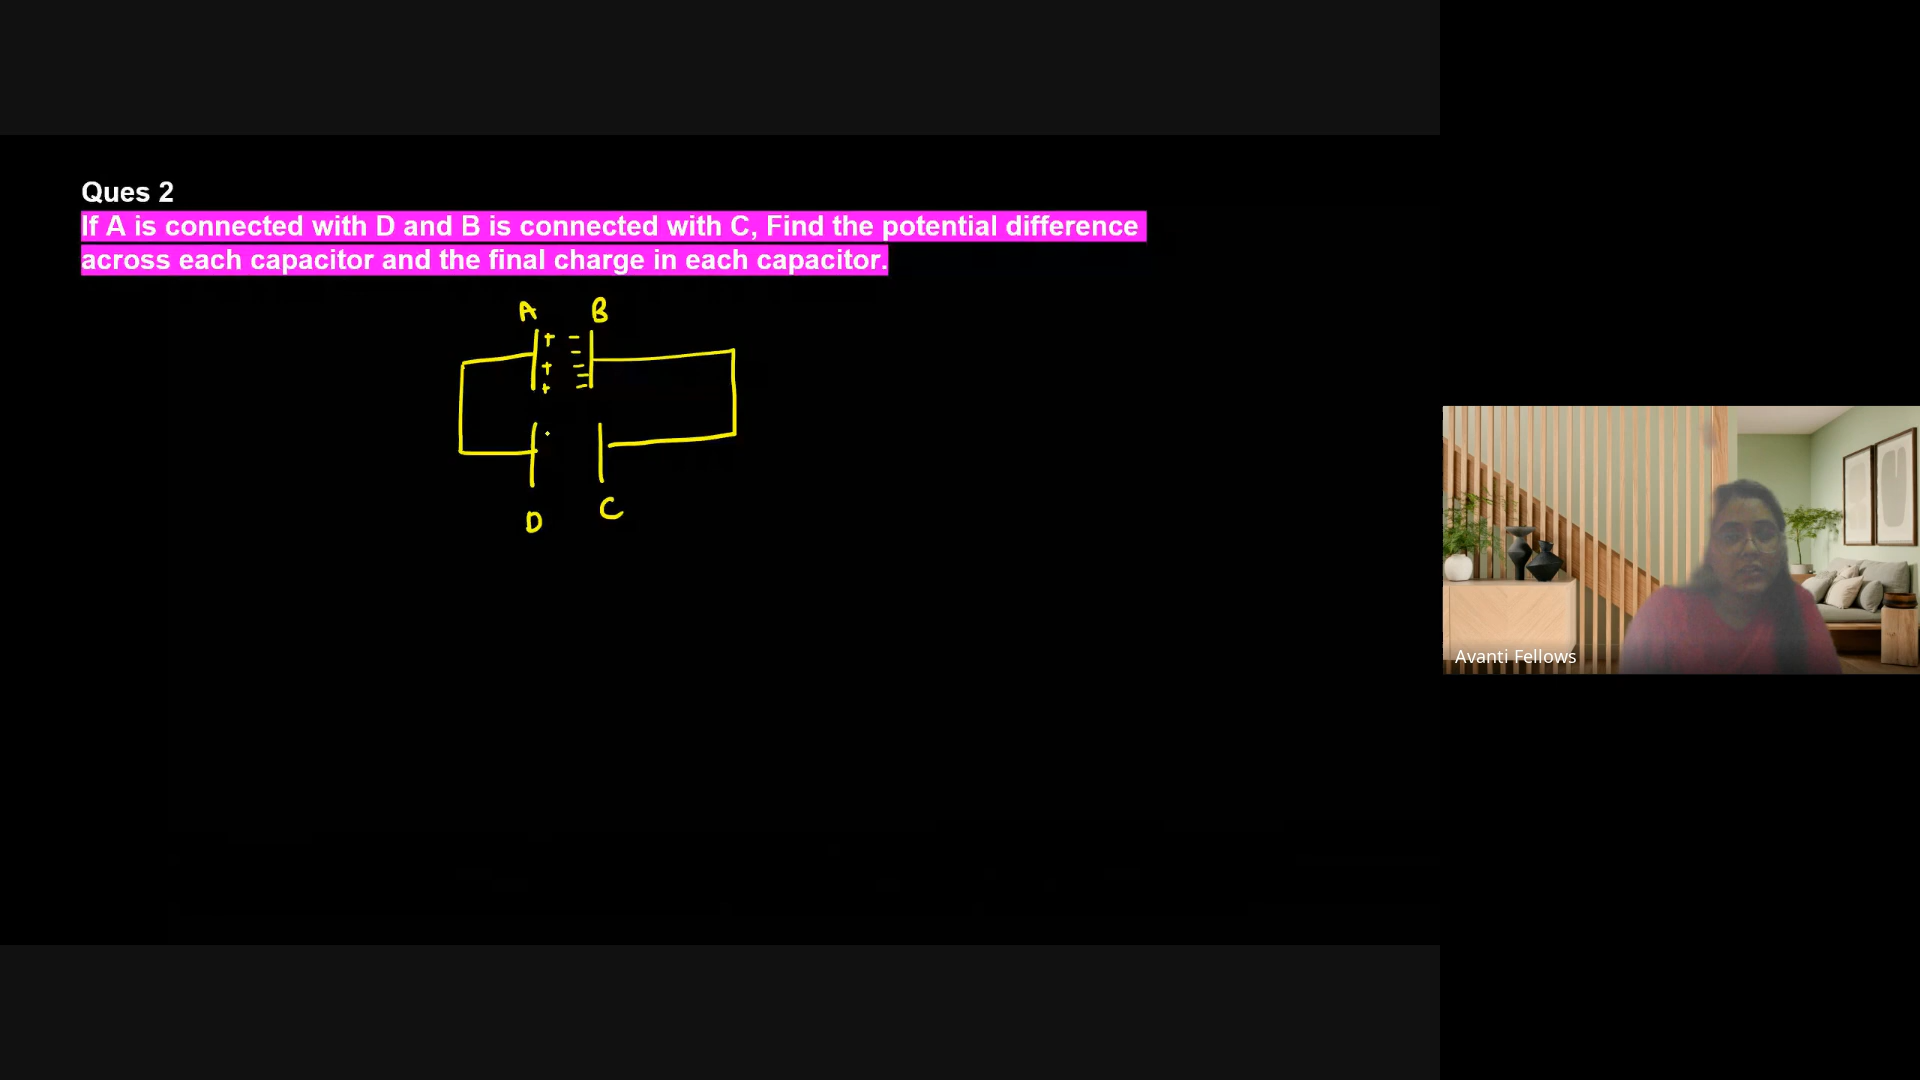 Ques 2
If A is connected with D and B is connected with C, Find the potential difference
across each capacitor and the final charge in each capacitor.
A B
+ -
-
+ -
-
+ -
D C
Avanti Fellows